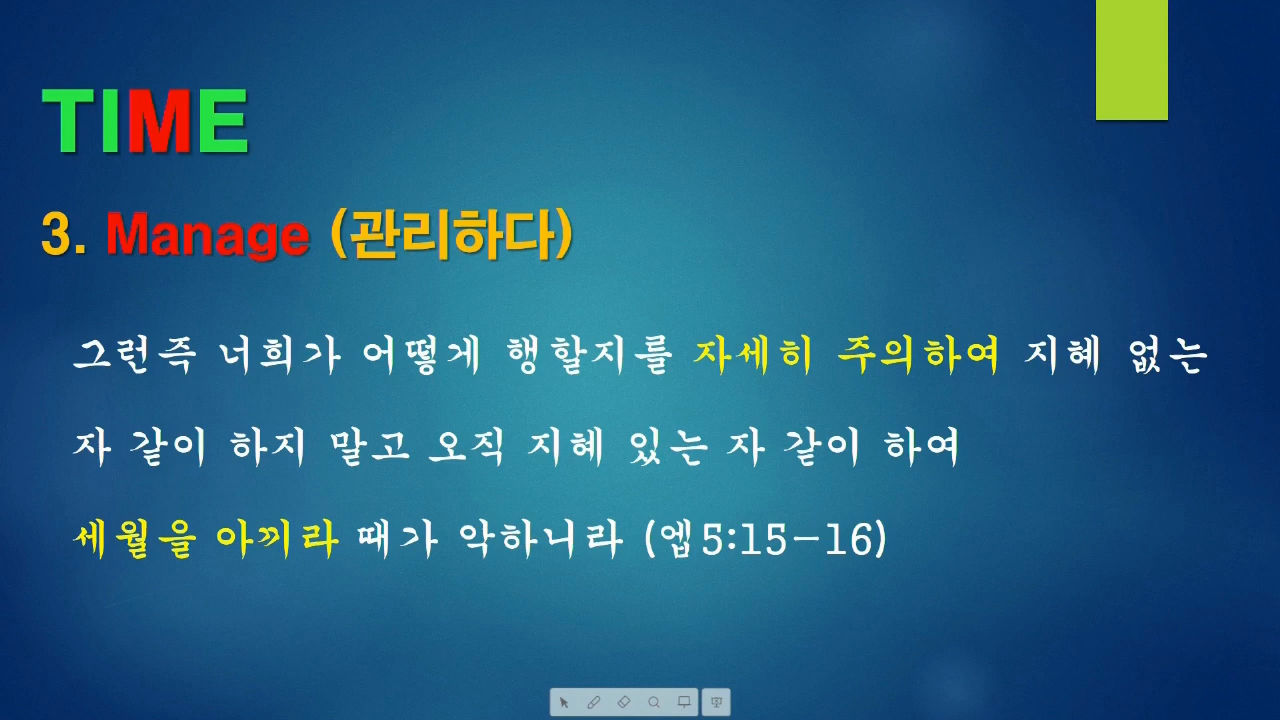 TIME
3. Manage (관리하다)
그런즉 너희가 어떻게 행할지를 자세히 주의하여 지혜 없는
자 같이 하지 말고 오직 지혜 있는 자 같이 하여
세월을 아끼라 때가 악하니라 (엡5:15-16)